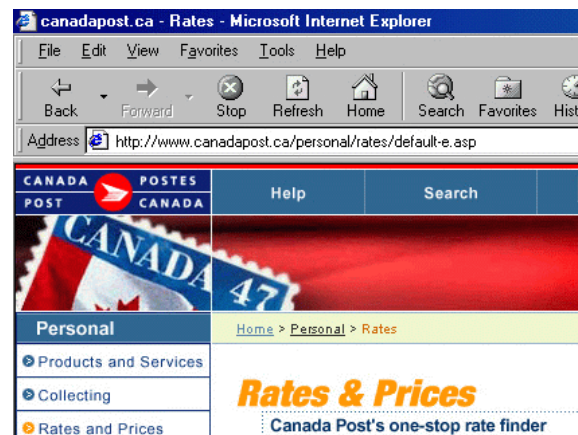 canadapost.ca - Rates - Microsoft Internet Explorer
File Edit View Favorites Tools Help
Back Forward Stop Refresh Home Search Favorites Hist
Address http://www.canadapost.ca/personal/rates/default-e.asp
CANADA POSTES
POST CANADA
Help Search
CANADA 47
Personal
Home > Personal > Rates
Products and Services
Collecting
Rates and Prices
Rates & Prices
Canada Post's one-stop rate finder